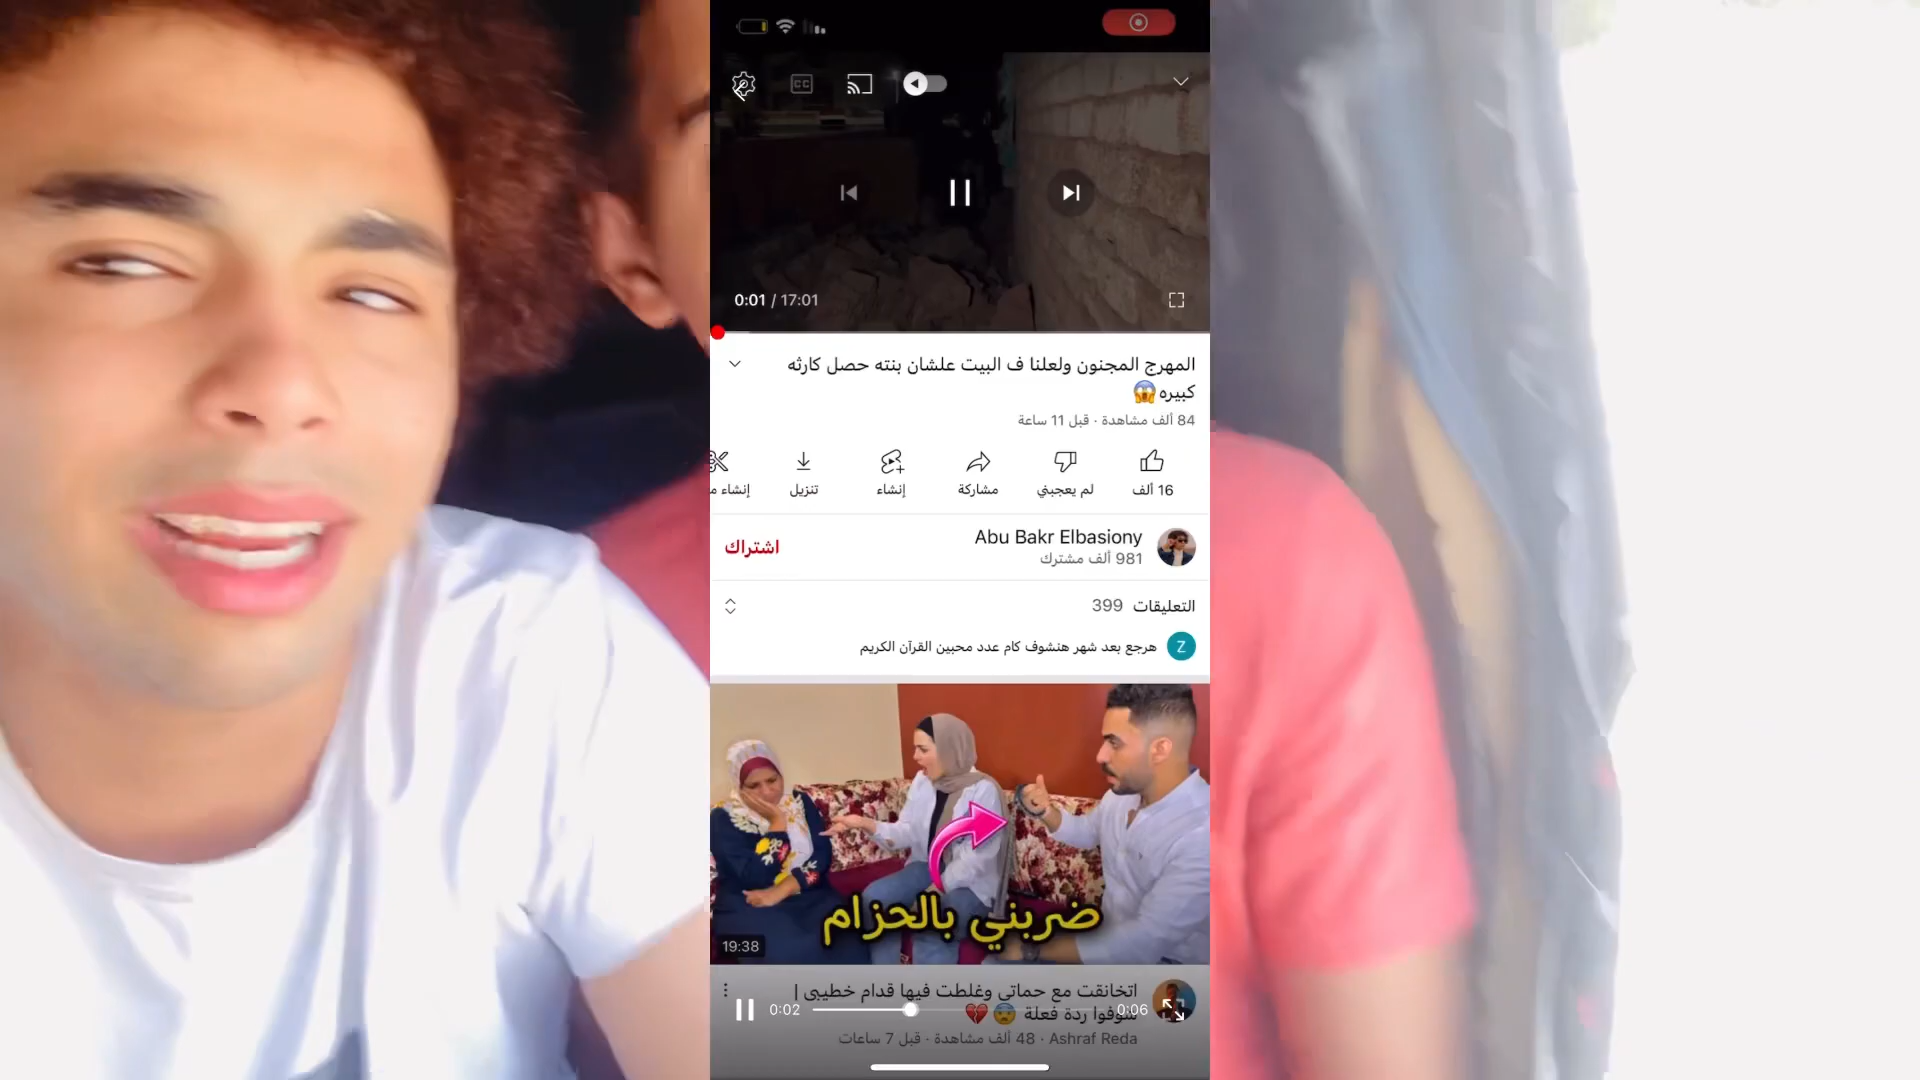 0:01 / 17:01
المهرج المجنون ولعلنا ف البيت علشان بنته حصل كارثه
كبيره😱
84 ألف مشاهدة · قبل 11 ساعة
16 ألف
لم يعجبني
مشاركة
إنشاء
تنزيل
إنشاء
Abu Bakr Elbasiony
981 ألف مشترك
اشتراك
التعليقات 399
Z
هرجع بعد شهر هنشوف كام عدد محبين القرآن الكريم
ضربني بالحزام
19:38
اتخانقت مع حماتي وغلطت فيها قدام خطيبى |
شوفوا ردة فعلة 😨💔
0:02
0:06
Ashraf Reda · 48 ألف مشاهدة · قبل 7 ساعات